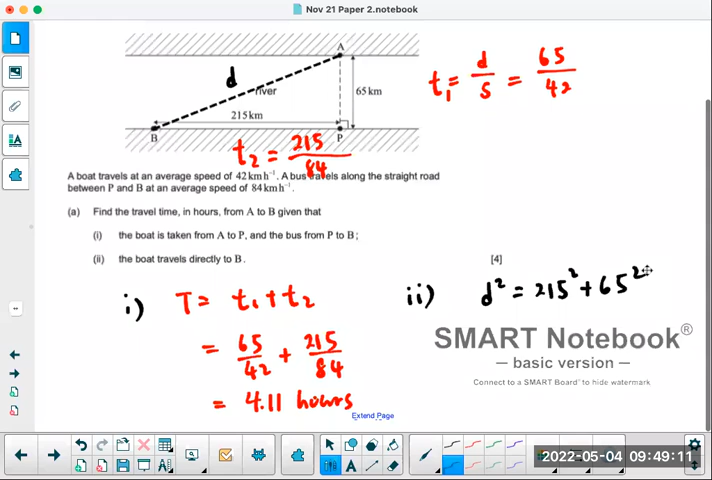 Nov 21 Paper 2.notebook
A
d
river
65 km
215 km
B
P
t₁ = d/s = 65/42
t₂ = 215/84
A boat travels at an average speed of 42 km h⁻¹. A bus travels along the straight road
between P and B at an average speed of 84 km h⁻¹.
(a) Find the travel time, in hours, from A to B given that
(i) the boat is taken from A to P, and the bus from P to B;
(ii) the boat travels directly to B.
[4]
i) T = t₁ + t₂
= 65/42 + 215/84
= 4.11 hours
ii) d² = 215² + 65²
SMART Notebook®
— basic version —
Connect to a SMART Board® to hide watermark
Extend Page
2022-05-04 09:49:11